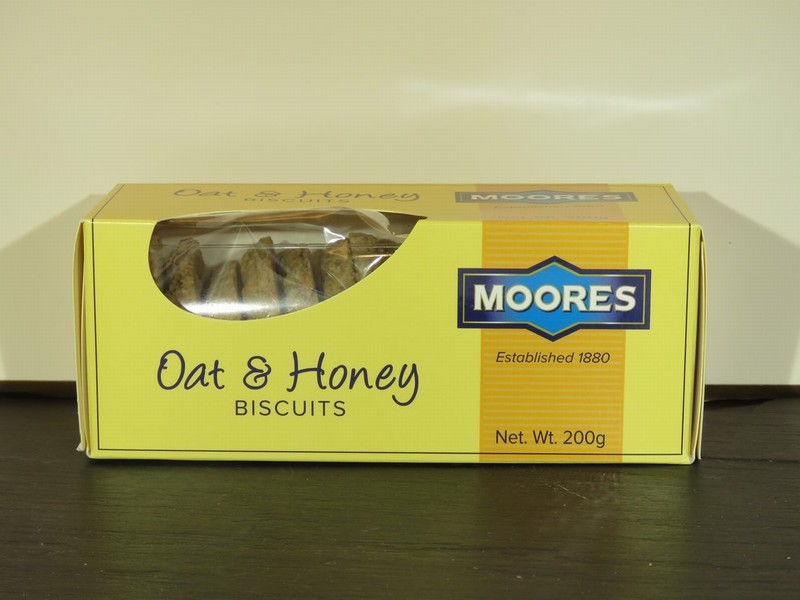 Oat & Honey
BISCUITS
MOORES
MOORES
Established 1880
Oat & Honey
BISCUITS
Net. Wt. 200g